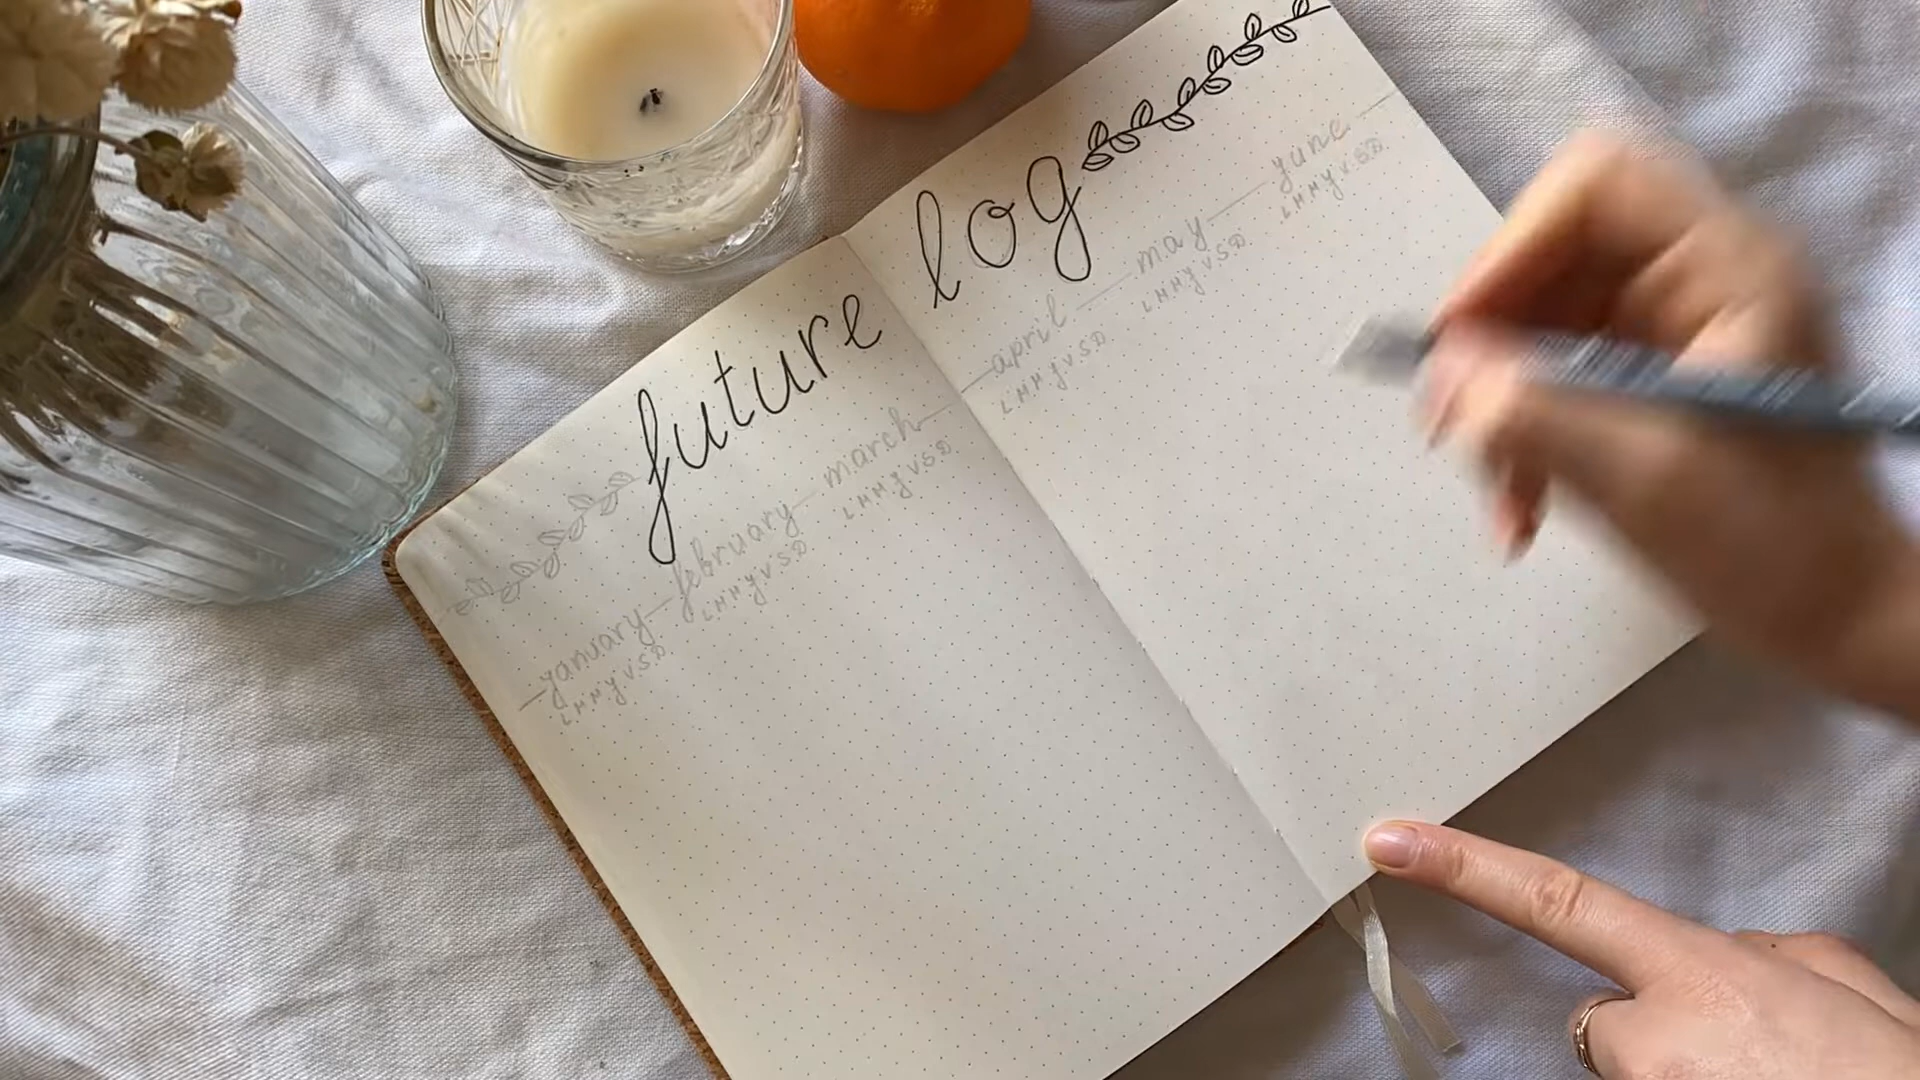 future log
january february march april may june
L M M J V S D L M M J V S D L M M J V S D L M M J V S D L M M J V S D L M M J V S D